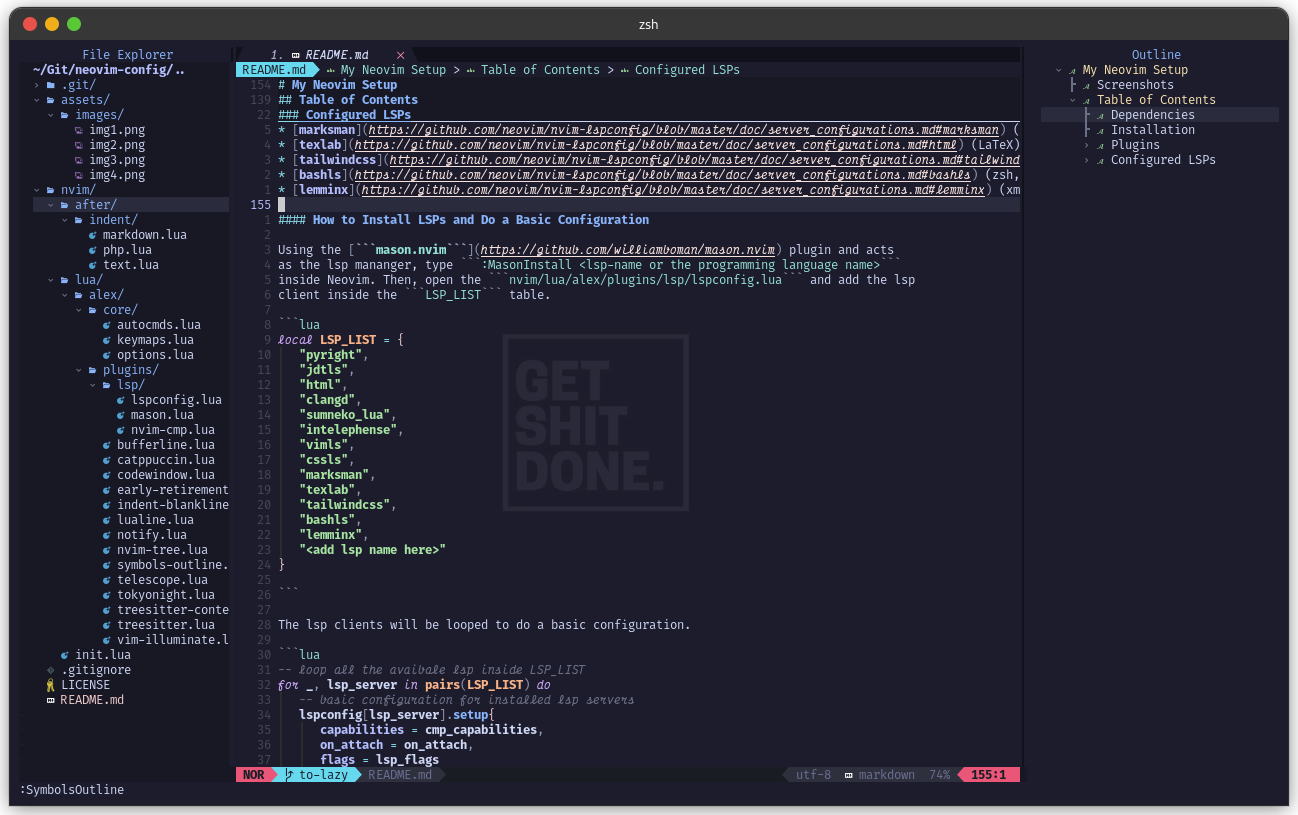 zsh
File Explorer
~/Git/neovim-config/..
.git/
assets/
images/
img1.png
img2.png
img3.png
img4.png
nvim/
after/
indent/
markdown.lua
php.lua
text.lua
lua/
alex/
core/
autocmds.lua
keymaps.lua
options.lua
plugins/
lsp/
lspconfig.lua
mason.lua
nvim-cmp.lua
bufferline.lua
catppuccin.lua
codewindow.lua
early-retirement
indent-blankline
lualine.lua
notify.lua
nvim-tree.lua
symbols-outline.
telescope.lua
tokyonight.lua
treesitter-conte
treesitter.lua
vim-illuminate.l
init.lua
.gitignore
LICENSE
README.md
1. README.md ×
README.md My Neovim Setup > Table of Contents > Configured LSPs
154 # My Neovim Setup
139 ## Table of Contents
22 ### Configured LSPs
5 * [marksman](https://github.com/neovim/nvim-lspconfig/blob/master/doc/server_configurations.md#marksman) (
4 * [texlab](https://github.com/neovim/nvim-lspconfig/blob/master/doc/server_configurations.md#html) (LaTeX)
3 * [tailwindcss](https://github.com/neovim/nvim-lspconfig/blob/master/doc/server_configurations.md#tailwind
2 * [bashls](https://github.com/neovim/nvim-lspconfig/blob/master/doc/server_configurations.md#bashls) (zsh,
1 * [lemminx](https://github.com/neovim/nvim-lspconfig/blob/master/doc/server_configurations.md#lemminx) (xm
155
1 #### How to Install LSPs and Do a Basic Configuration
2
3 Using the [```mason.nvim```](https://github.com/williamboman/mason.nvim) plugin and acts
4 as the lsp mananger, type ```:MasonInstall <lsp-name or the programming language name>```
5 inside Neovim. Then, open the ```nvim/lua/alex/plugins/lsp/lspconfig.lua``` and add the lsp
6 client inside the ```LSP_LIST``` table.
7
8 ```lua
9 local LSP_LIST = {
10 "pyright",
11 "jdtls",
12 "html",
13 "clangd",
14 "sumneko_lua",
15 "intelephense",
16 "vimls",
17 "cssls",
18 "marksman",
19 "texlab",
20 "tailwindcss",
21 "bashls",
22 "lemminx",
23 "<add lsp name here>"
24 }
25
26 ```
27
28 The lsp clients will be looped to do a basic configuration.
29
30 ```lua
31 -- loop all the avaibale lsp inside LSP_LIST
32 for _, lsp_server in pairs(LSP_LIST) do
33 -- basic configuration for installed lsp servers
34 lspconfig[lsp_server].setup{
35 capabilities = cmp_capabilities,
36 on_attach = on_attach,
37 flags = lsp_flags
GET
SHIT
DONE.
Outline
My Neovim Setup
Screenshots
Table of Contents
Dependencies
Installation
Plugins
Configured LSPs
NOR to-lazy README.md utf-8 markdown 74% 155:1
:SymbolsOutline